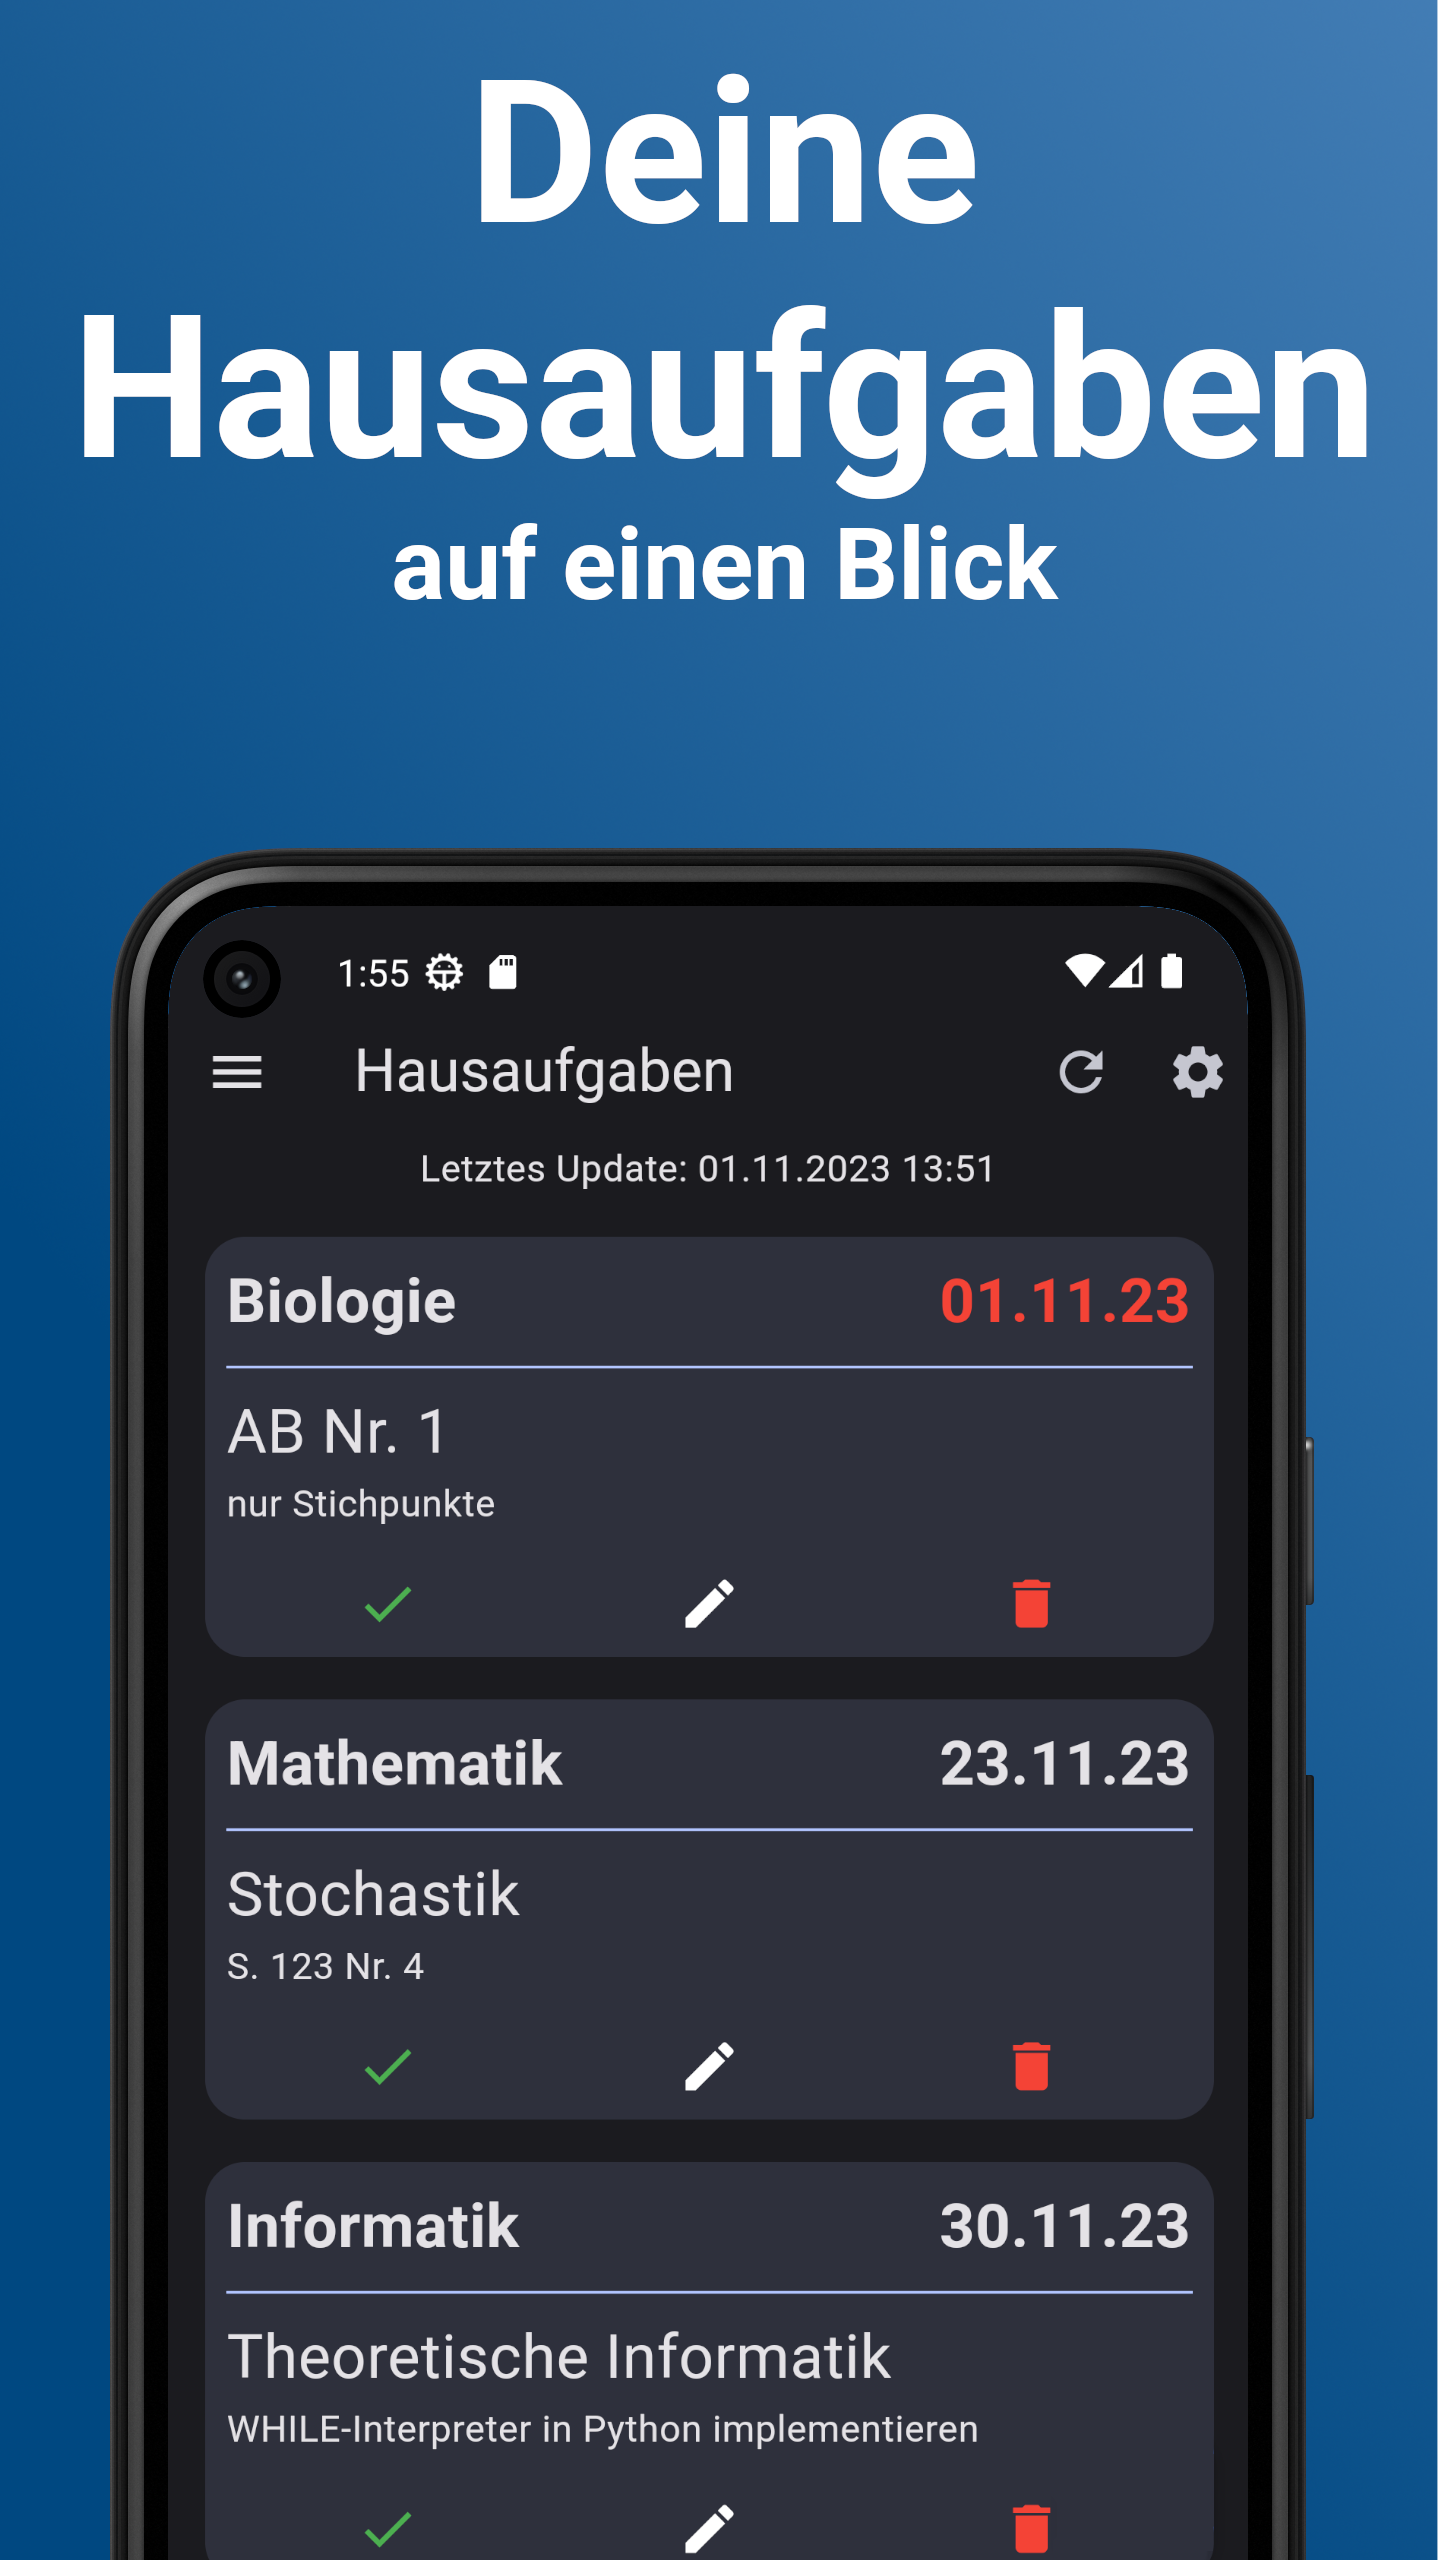 Deine
Hausaufgaben
auf einen Blick
1:55
Hausaufgaben
Letztes Update: 01.11.2023 13:51
Biologie 01.11.23
AB Nr. 1
nur Stichpunkte
Mathematik 23.11.23
Stochastik
S. 123 Nr. 4
Informatik 30.11.23
Theoretische Informatik
WHILE-Interpreter in Python implementieren